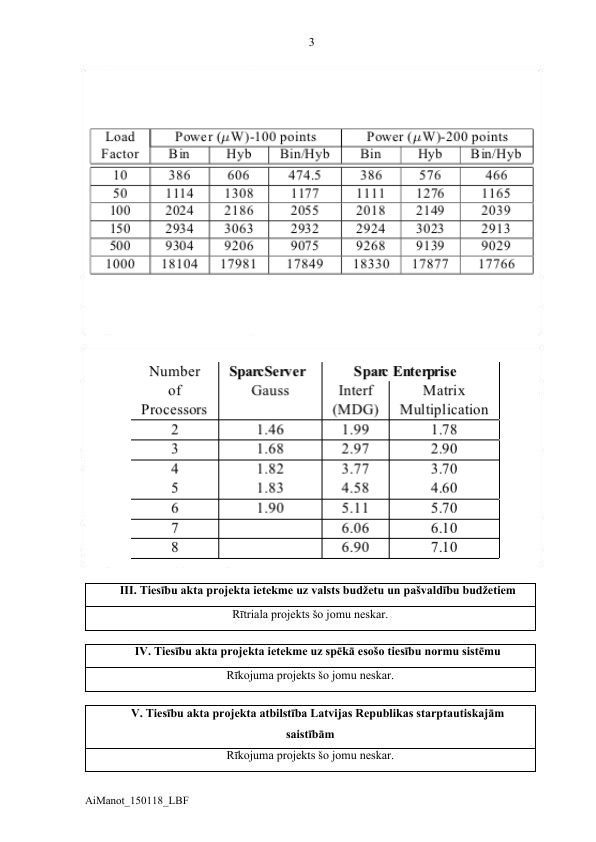 3
Load Power (μW)-100 points Power (μW)-200 points
Factor Bin Hyb Bin/Hyb Bin Hyb Bin/Hyb
10 386 606 474.5 386 576 466
50 1114 1308 1177 1111 1276 1165
100 2024 2186 2055 2018 2149 2039
150 2934 3063 2932 2924 3023 2913
500 9304 9206 9075 9268 9139 9029
1000 18104 17981 17849 18330 17877 17766
Number SparcServer Sparc Enterprise
of Gauss Interf Matrix
Processors (MDG) Multiplication
2 1.46 1.99 1.78
3 1.68 2.97 2.90
4 1.82 3.77 3.70
5 1.83 4.58 4.60
6 1.90 5.11 5.70
7 6.06 6.10
8 6.90 7.10
III. Tiesību akta projekta ietekme uz valsts budžetu un pašvaldību budžetiem
Rītriala projekts šo jomu neskar.
IV. Tiesību akta projekta ietekme uz spēkā esošo tiesību normu sistēmu
Rīkojuma projekts šo jomu neskar.
V. Tiesību akta projekta atbilstība Latvijas Republikas starptautiskajām
saistībām
Rīkojuma projekts šo jomu neskar.
AiManot_150118_LBF